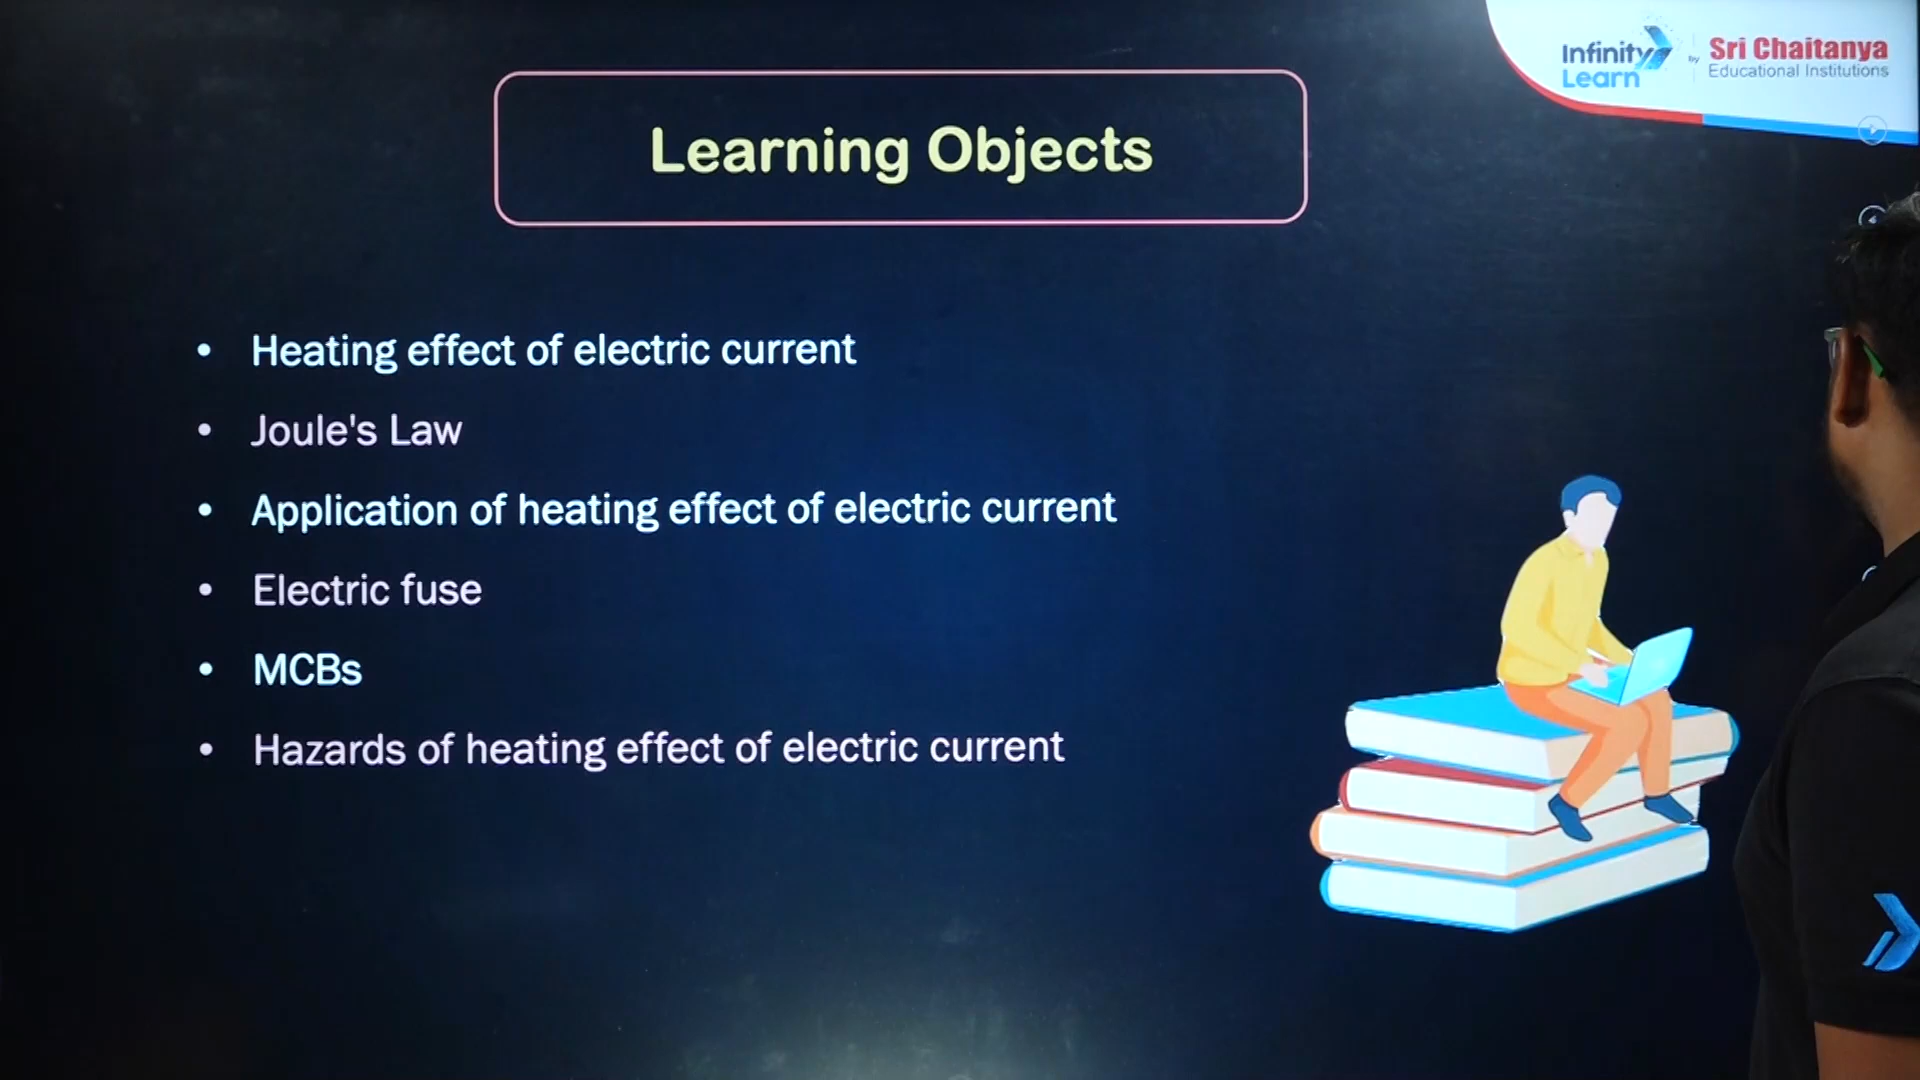 Infinity
Learn
by
Sri Chaitanya
Educational Institutions
Learning Objects
• Heating effect of electric current
• Joule's Law
• Application of heating effect of electric current
• Electric fuse
• MCBs
• Hazards of heating effect of electric current